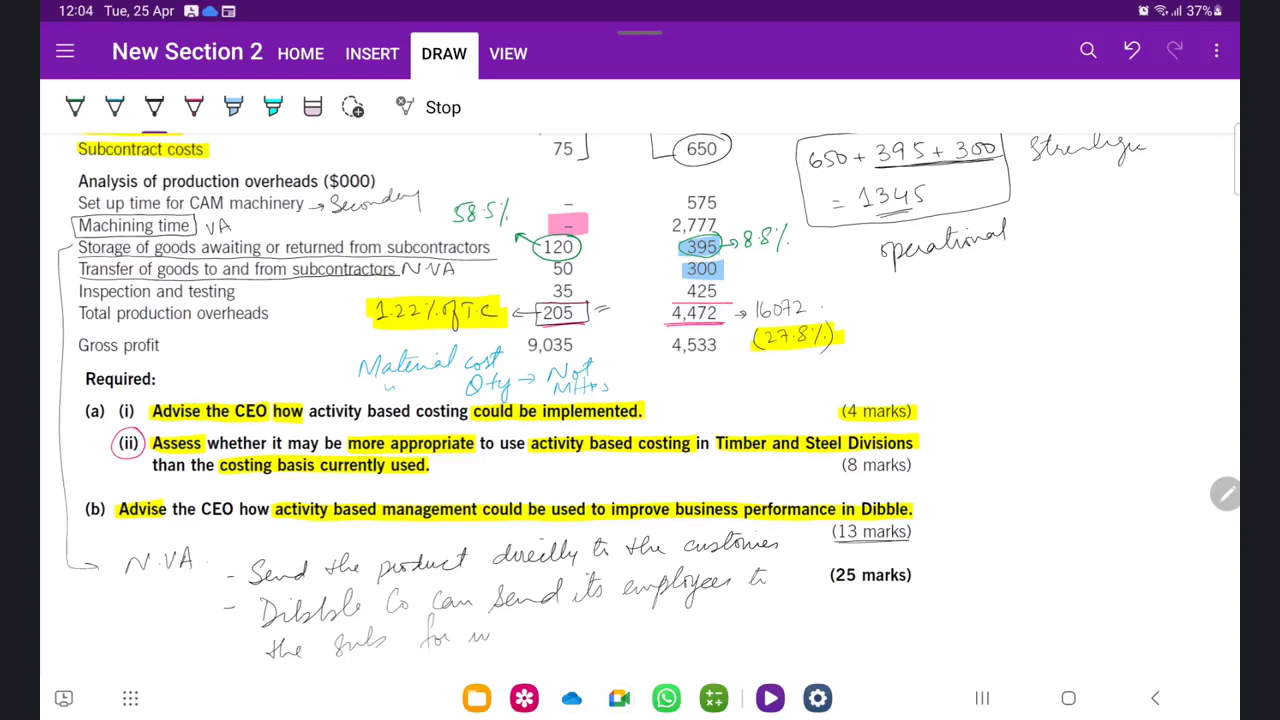 12:04 Tue, 25 Apr 37%
New Section 2 HOME INSERT DRAW VIEW
Stop
Subcontract costs 75 650
650 + 395 + 300
= 1345
operational
Analysis of production overheads ($000)
Set up time for CAM machinery → Secondary – 575
58.5%
Machining time VA – 2,777
Storage of goods awaiting or returned from subcontractors 120 395 → 8.8%
Transfer of goods to and from subcontractors N.VA 50 300
Inspection and testing 35 425
Total production overheads 1.22% of T.C 205 = 4,472 → 16072
(27.8%)
Gross profit 9,035 4,533
Material cost
" Qty → Not
MHrs
Required:
(a) (i) Advise the CEO how activity based costing could be implemented. (4 marks)
(ii) Assess whether it may be more appropriate to use activity based costing in Timber and Steel Divisions
than the costing basis currently used. (8 marks)
(b) Advise the CEO how activity based management could be used to improve business performance in Dibble.
(13 marks)
(25 marks)
N.VA
- Send the product direclly to the customies
- Dibble Co can send its employees to
the subs for